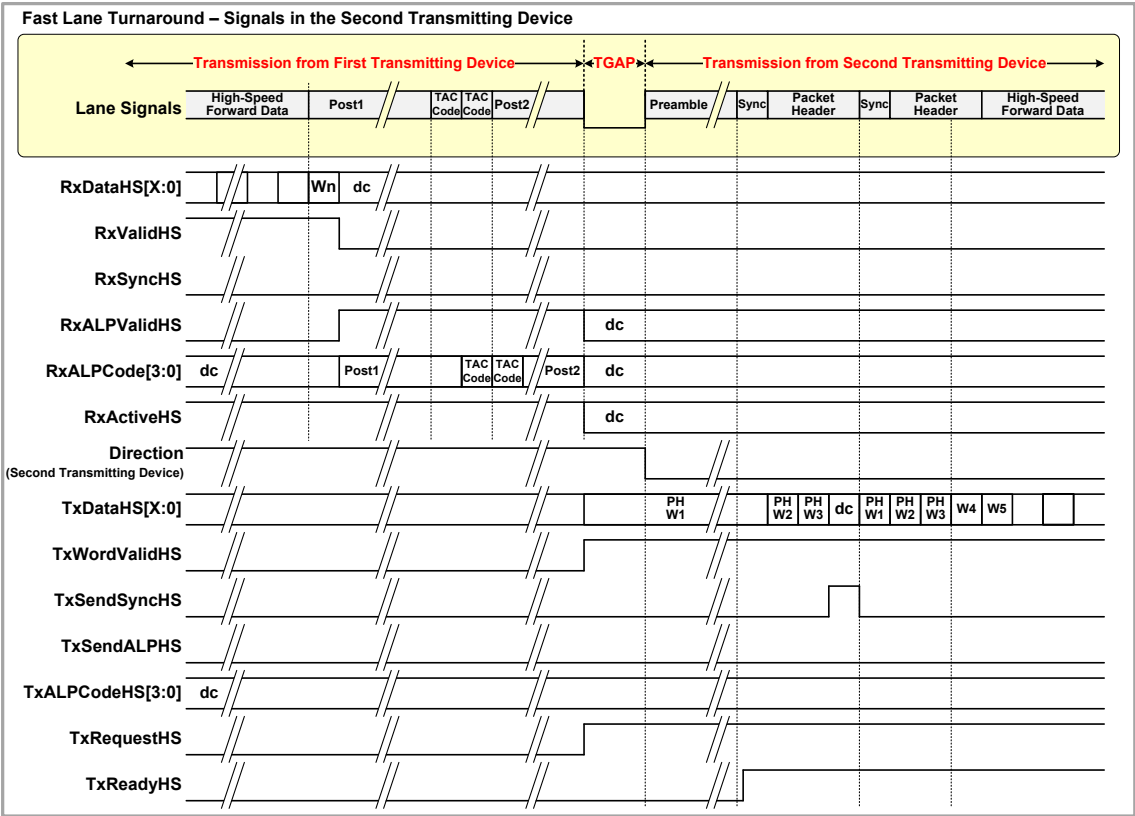 Fast Lane Turnaround – Signals in the Second Transmitting Device
Transmission from First Transmitting Device
TGAP
Transmission from Second Transmitting Device
Lane Signals
High-Speed
Forward Data
Post1
TAC
Code
TAC
Code
Post2
Preamble
Sync
Packet
Header
Sync
Packet
Header
High-Speed
Forward Data
RxDataHS[X:0]
Wn
dc
RxValidHS
RxSyncHS
RxALPValidHS
dc
RxALPCode[3:0]
dc
Post1
TAC
Code
TAC
Code
Post2
dc
RxActiveHS
dc
Direction
(Second Transmitting Device)
TxDataHS[X:0]
PH
W1
PH
W2
PH
W3
dc
PH
W1
PH
W2
PH
W3
W4
W5
TxWordValidHS
TxSendSyncHS
TxSendALPHS
TxALPCodeHS[3:0]
dc
TxRequestHS
TxReadyHS